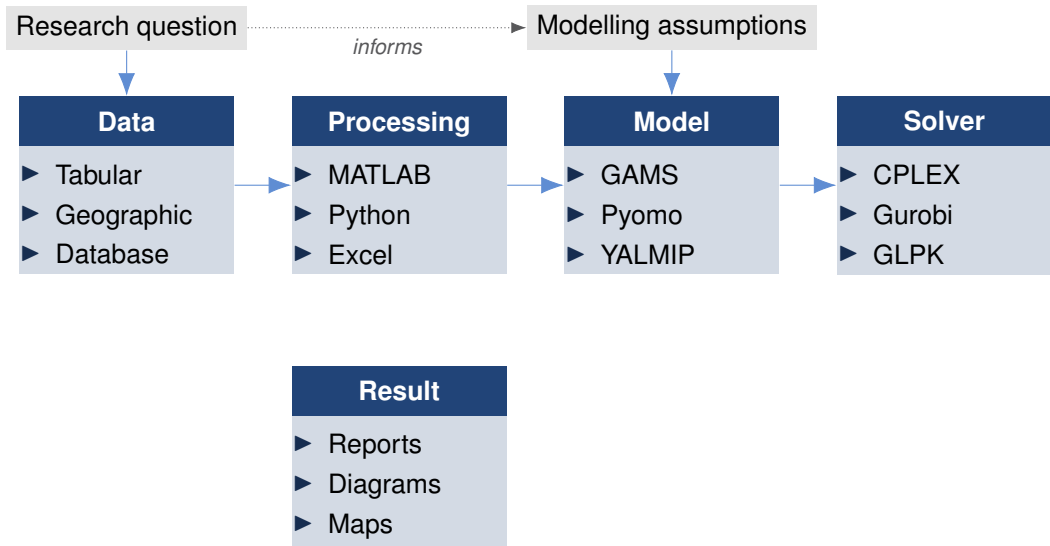 Research question
informs
Modelling assumptions
Data
Tabular
Geographic
Database
Processing
MATLAB
Python
Excel
Model
GAMS
Pyomo
YALMIP
Solver
CPLEX
Gurobi
GLPK
Result
Reports
Diagrams
Maps